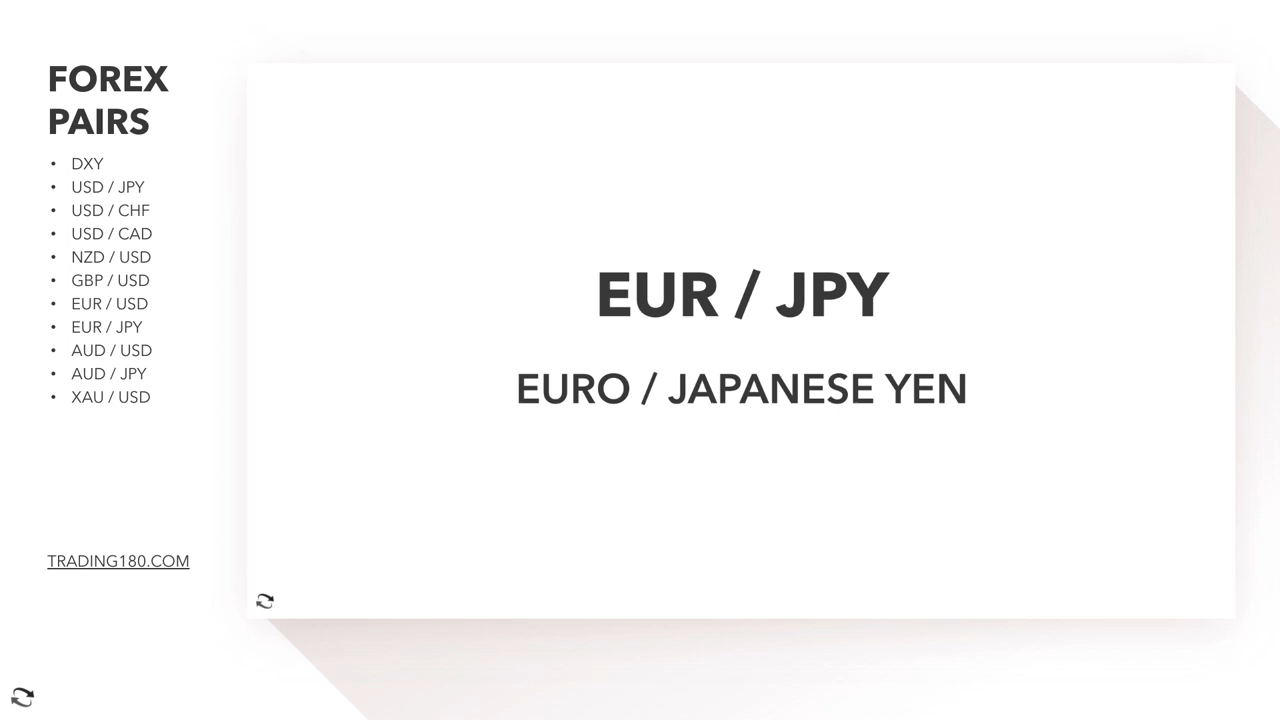 FOREX
PAIRS
• DXY
• USD / JPY
• USD / CHF
• USD / CAD
• NZD / USD
• GBP / USD
• EUR / USD
• EUR / JPY
• AUD / USD
• AUD / JPY
• XAU / USD
TRADING180.COM
EUR / JPY
EURO / JAPANESE YEN